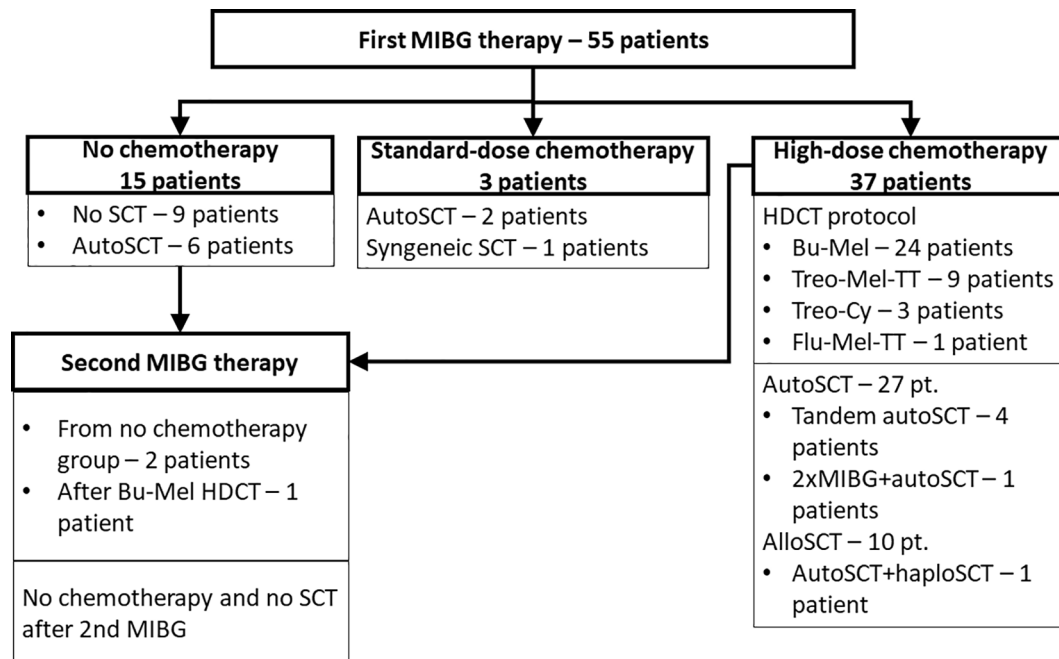 First MIBG therapy – 55 patients
No chemotherapy
15 patients
• No SCT – 9 patients
• AutoSCT – 6 patients
Standard-dose chemotherapy
3 patients
AutoSCT – 2 patients
Syngeneic SCT – 1 patients
High-dose chemotherapy
37 patients
HDCT protocol
• Bu-Mel – 24 patients
• Treo-Mel-TT – 9 patients
• Treo-Cy – 3 patients
• Flu-Mel-TT – 1 patient
AutoSCT – 27 pt.
• Tandem autoSCT – 4
patients
• 2xMIBG+autoSCT – 1
patients
AlloSCT – 10 pt.
• AutoSCT+haploSCT – 1
patient
Second MIBG therapy
• From no chemotherapy
group – 2 patients
• After Bu-Mel HDCT – 1
patient
No chemotherapy and no SCT
after 2nd MIBG